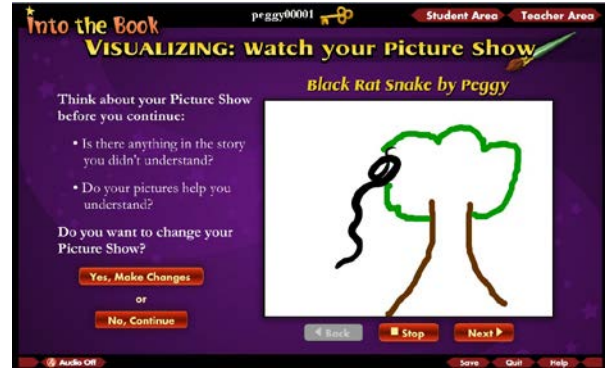 Into the Book
peggy00001
Student Area
Teacher Area
VISUALIZING: Watch your Picture Show
Black Rat Snake by Peggy
Think about your Picture Show
before you continue:
• Is there anything in the story
you didn't understand?
• Do your pictures help you
understand?
Do you want to change your
Picture Show?
Yes, Make Changes
or
No, Continue
Back
Stop
Next
Audio Off
Save
Quit
Help